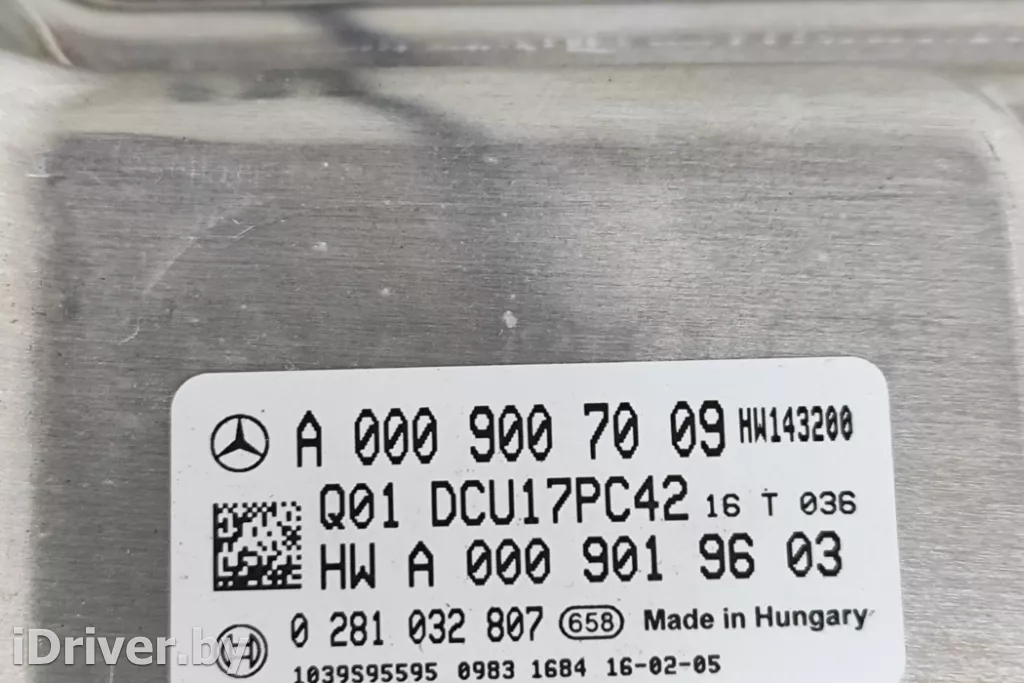 A 000 900 70 09 HW143200
Q01 DCU17PC42 16 T 036
HW A 000 901 96 03
0 281 032 807 658 Made in Hungary
1039S95595 0983 1684 16-02-05
iDriver.by